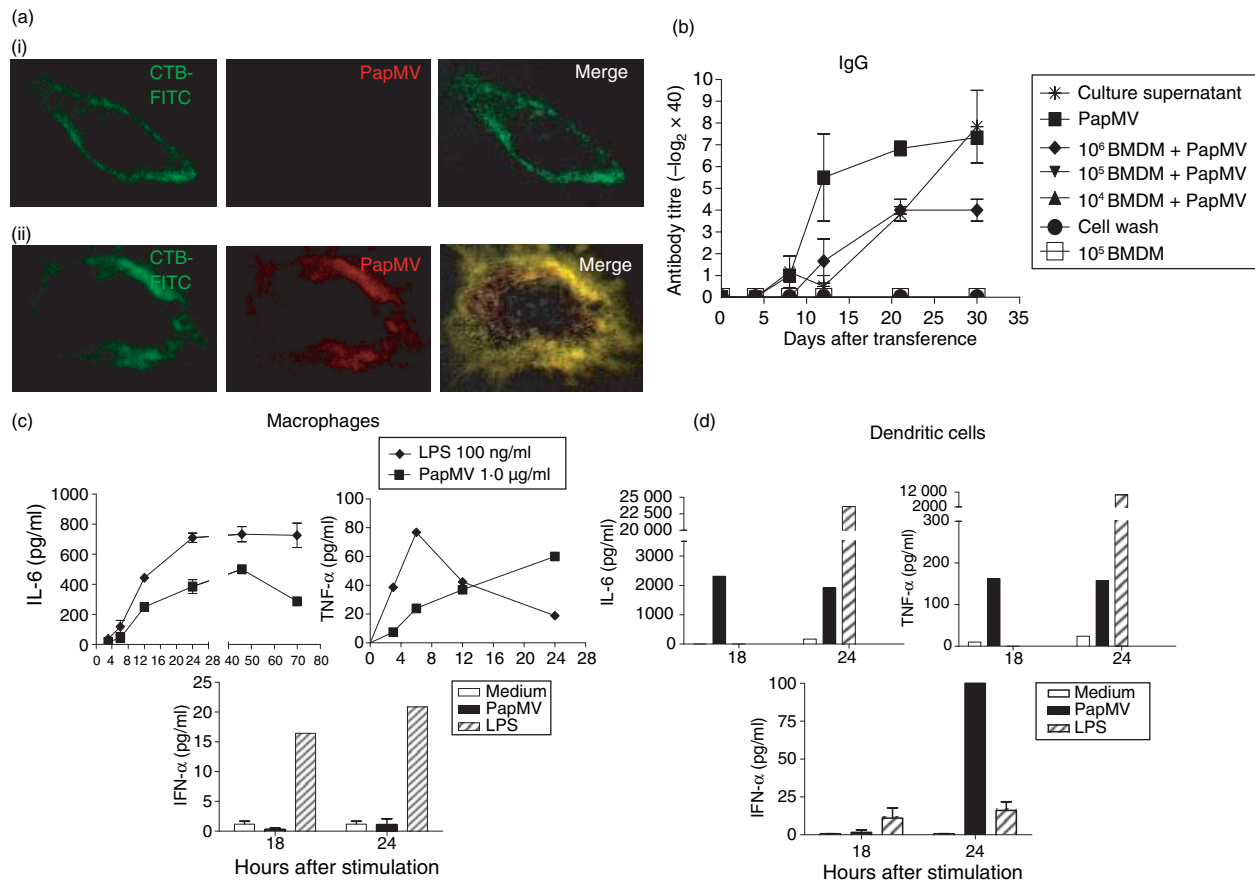 (a)
(i)
CTB-
FITC
PapMV
Merge
(ii)
CTB-
FITC
PapMV
Merge
(b)
IgG
Antibody titre (–log₂ × 40)
10
9
8
7
6
5
4
3
2
1
0
0 5 10 15 20 25 30 35
Days after transference
Culture supernatant
PapMV
10⁶ BMDM + PapMV
10⁵ BMDM + PapMV
10⁴ BMDM + PapMV
Cell wash
10⁵ BMDM
(c)
Macrophages
LPS 100 ng/ml
PapMV 1·0 µg/ml
IL-6 (pg/ml)
1000
800
600
400
200
0
0 4 8 12 16 20 24 28 40 50 60 70 80
TNF-α (pg/ml)
100
80
60
40
20
0
0 4 8 12 16 20 24 28
IFN-α (pg/ml)
25
20
15
10
5
0
18 24
Hours after stimulation
Medium
PapMV
LPS
(d)
Dendritic cells
IL-6 (pg/ml)
25 000
22 500
20 000
3000
2000
1000
0
18 24
TNF-α (pg/ml)
12 000
2000
300
200
100
0
18 24
IFN-α (pg/ml)
100
75
50
25
0
18 24
Hours after stimulation
Medium
PapMV
LPS